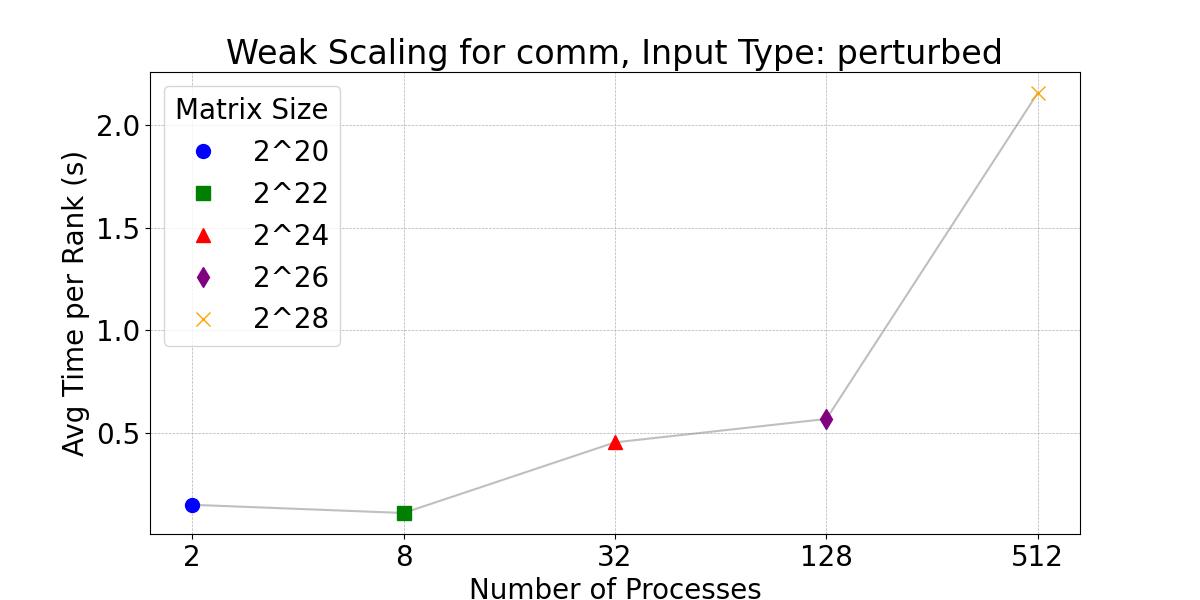 Weak Scaling for comm, Input Type: perturbed
Matrix Size
2^20
2^22
2^24
2^26
2^28
Avg Time per Rank (s)
2.0
1.5
1.0
0.5
2 8 32 128 512
Number of Processes